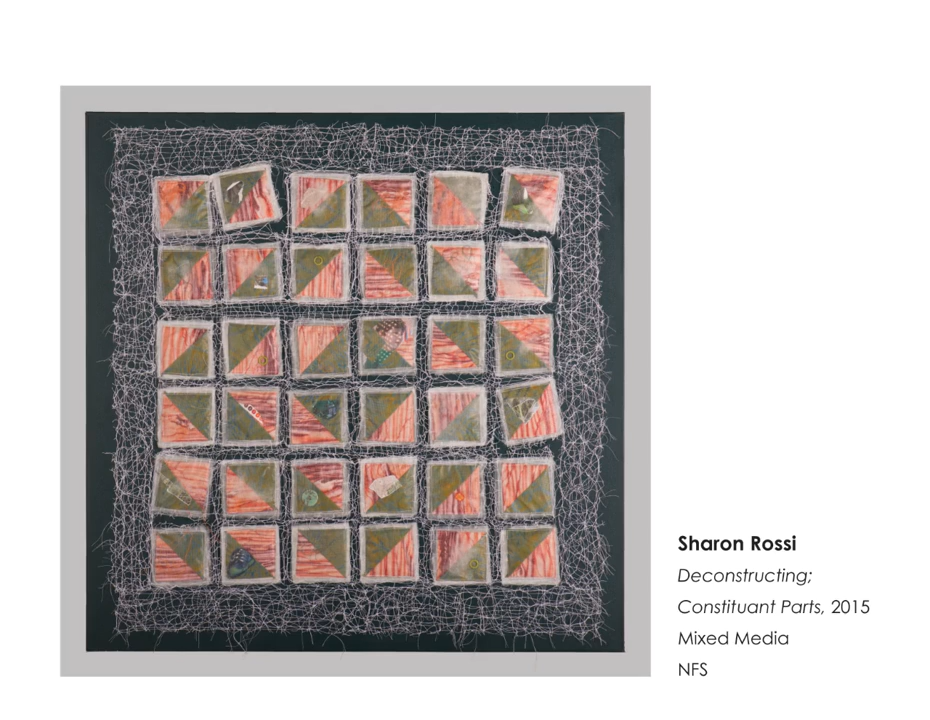 Sharon Rossi
Deconstructing;
Constituant Parts, 2015
Mixed Media
NFS